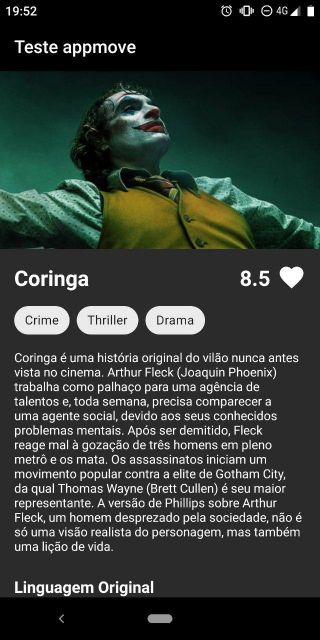 19:52
4G
Teste appmove
Coringa
8.5
Crime
Thriller
Drama
Coringa é uma história original do vilão nunca antes
vista no cinema. Arthur Fleck (Joaquin Phoenix)
trabalha como palhaço para uma agência de
talentos e, toda semana, precisa comparecer a
uma agente social, devido aos seus conhecidos
problemas mentais. Após ser demitido, Fleck
reage mal à gozação de três homens em pleno
metrô e os mata. Os assassinatos iniciam um
movimento popular contra a elite de Gotham City,
da qual Thomas Wayne (Brett Cullen) é seu maior
representante. A versão de Phillips sobre Arthur
Fleck, um homem desprezado pela sociedade, não é
só uma visão realista do personagem, mas também
uma lição de vida.
Linguagem Original